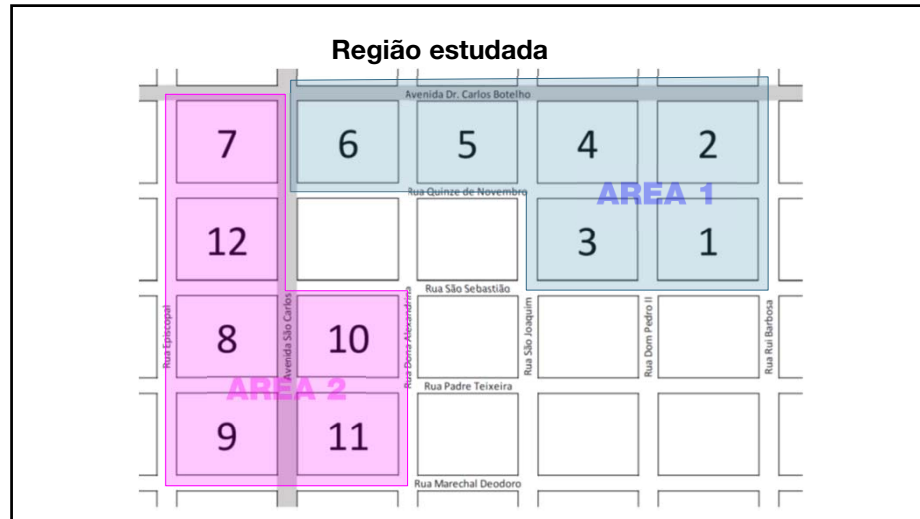 Região estudada
Avenida Dr. Carlos Botelho
7 6 5 4 2
Rua Quinze de Novembro
AREA 1
12 3 1
Rua São Sebastião
Rua Episcopal
Avenida São Carlos
Rua Dona Alexandrina
Rua São Joaquim
Rua Dom Pedro II
Rua Rui Barbosa
8 10
Rua Padre Teixeira
AREA 2
9 11
Rua Marechal Deodoro